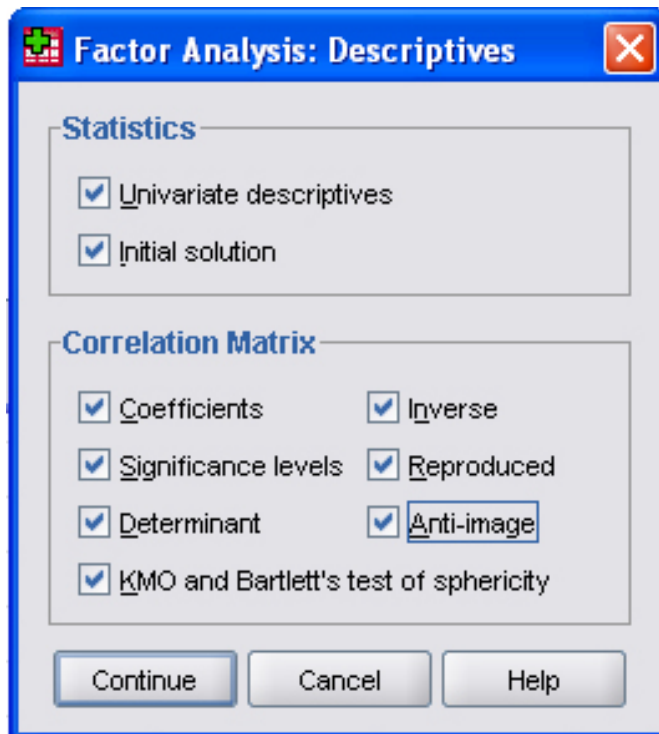 Factor Analysis: Descriptives
Statistics
Univariate descriptives
Initial solution
Correlation Matrix
Coefficients
Inverse
Significance levels
Reproduced
Determinant
Anti-image
KMO and Bartlett's test of sphericity
Continue
Cancel
Help